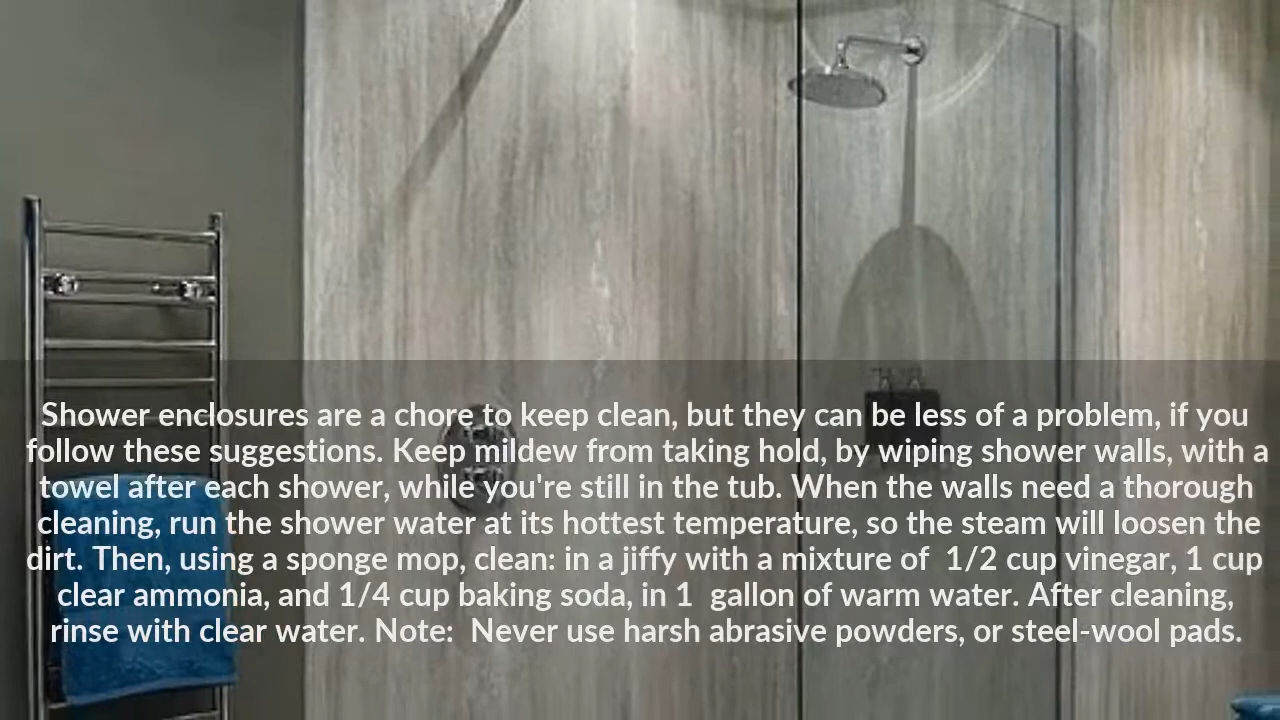 Shower enclosures are a chore to keep clean, but they can be less of a problem, if you
follow these suggestions. Keep mildew from taking hold, by wiping shower walls, with a
towel after each shower, while you're still in the tub. When the walls need a thorough
cleaning, run the shower water at its hottest temperature, so the steam will loosen the
dirt. Then, using a sponge mop, clean: in a jiffy with a mixture of  1/2 cup vinegar, 1 cup
clear ammonia, and 1/4 cup baking soda, in 1  gallon of warm water. After cleaning,
rinse with clear water. Note:  Never use harsh abrasive powders, or steel-wool pads.